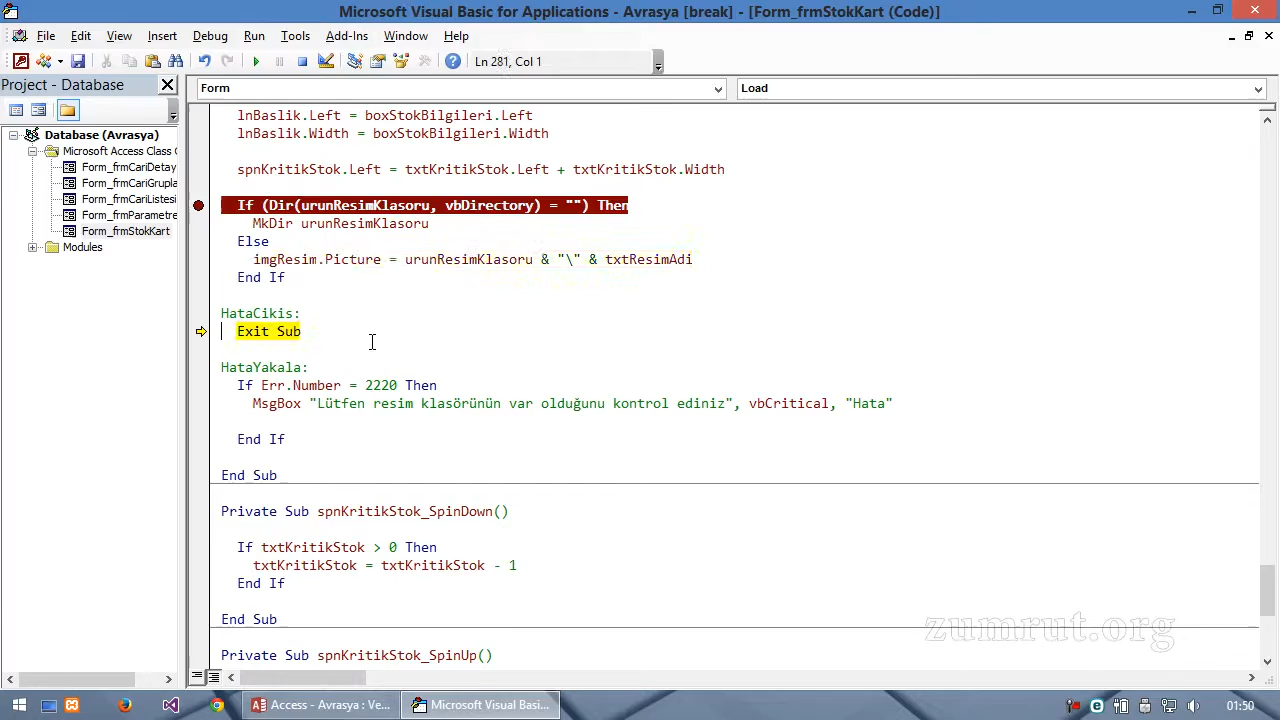 Microsoft Visual Basic for Applications - Avrasya [break] - [Form_frmStokKart (Code)]
File Edit View Insert Debug Run Tools Add-Ins Window Help
Ln 281, Col 1
Project - Database
Form
Load
Database (Avrasya)
Microsoft Access Class C
Form_frmCariDetay
Form_frmCariGrupla
Form_frmCariListesi
Form_frmParametre
Form_frmStokKart
Modules
lnBaslik.Left = boxStokBilgileri.Left
lnBaslik.Width = boxStokBilgileri.Width
spnKritikStok.Left = txtKritikStok.Left + txtKritikStok.Width
If (Dir(urunResimKlasoru, vbDirectory) = "") Then
MkDir urunResimKlasoru
Else
imgResim.Picture = urunResimKlasoru & "\" & txtResimAdi
End If
HataCikis:
Exit Sub
HataYakala:
If Err.Number = 2220 Then
MsgBox "Lütfen resim klasörünün var olduğunu kontrol ediniz", vbCritical, "Hata"
End If
End Sub
Private Sub spnKritikStok_SpinDown()
If txtKritikStok > 0 Then
txtKritikStok = txtKritikStok - 1
End If
End Sub
Private Sub spnKritikStok_SpinUp()
zumrut.org
Access - Avrasya : Ve...
Microsoft Visual Basi...
01:50